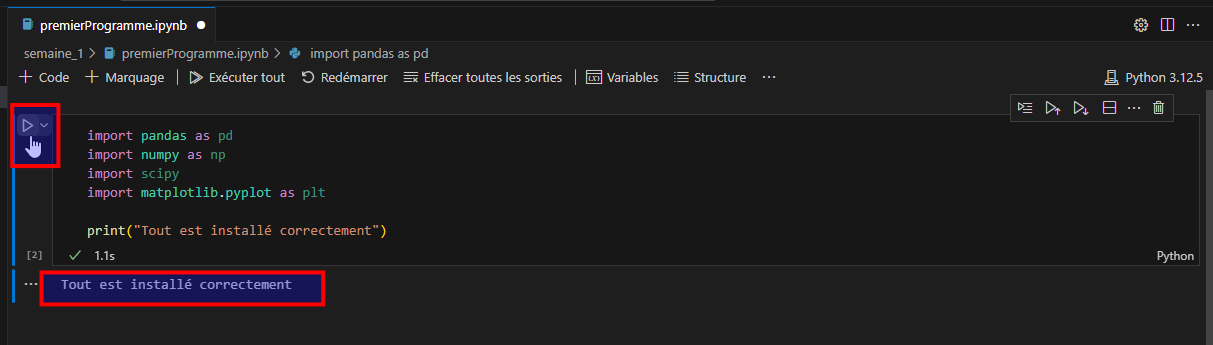 premierProgramme.ipynb
semaine_1 > premierProgramme.ipynb > import pandas as pd
+ Code + Marquage Exécuter tout Redémarrer Effacer toutes les sorties Variables Structure ... Python 3.12.5
import pandas as pd
import numpy as np
import scipy
import matplotlib.pyplot as plt
print("Tout est installé correctement")
[2] 1.1s Python
... Tout est installé correctement